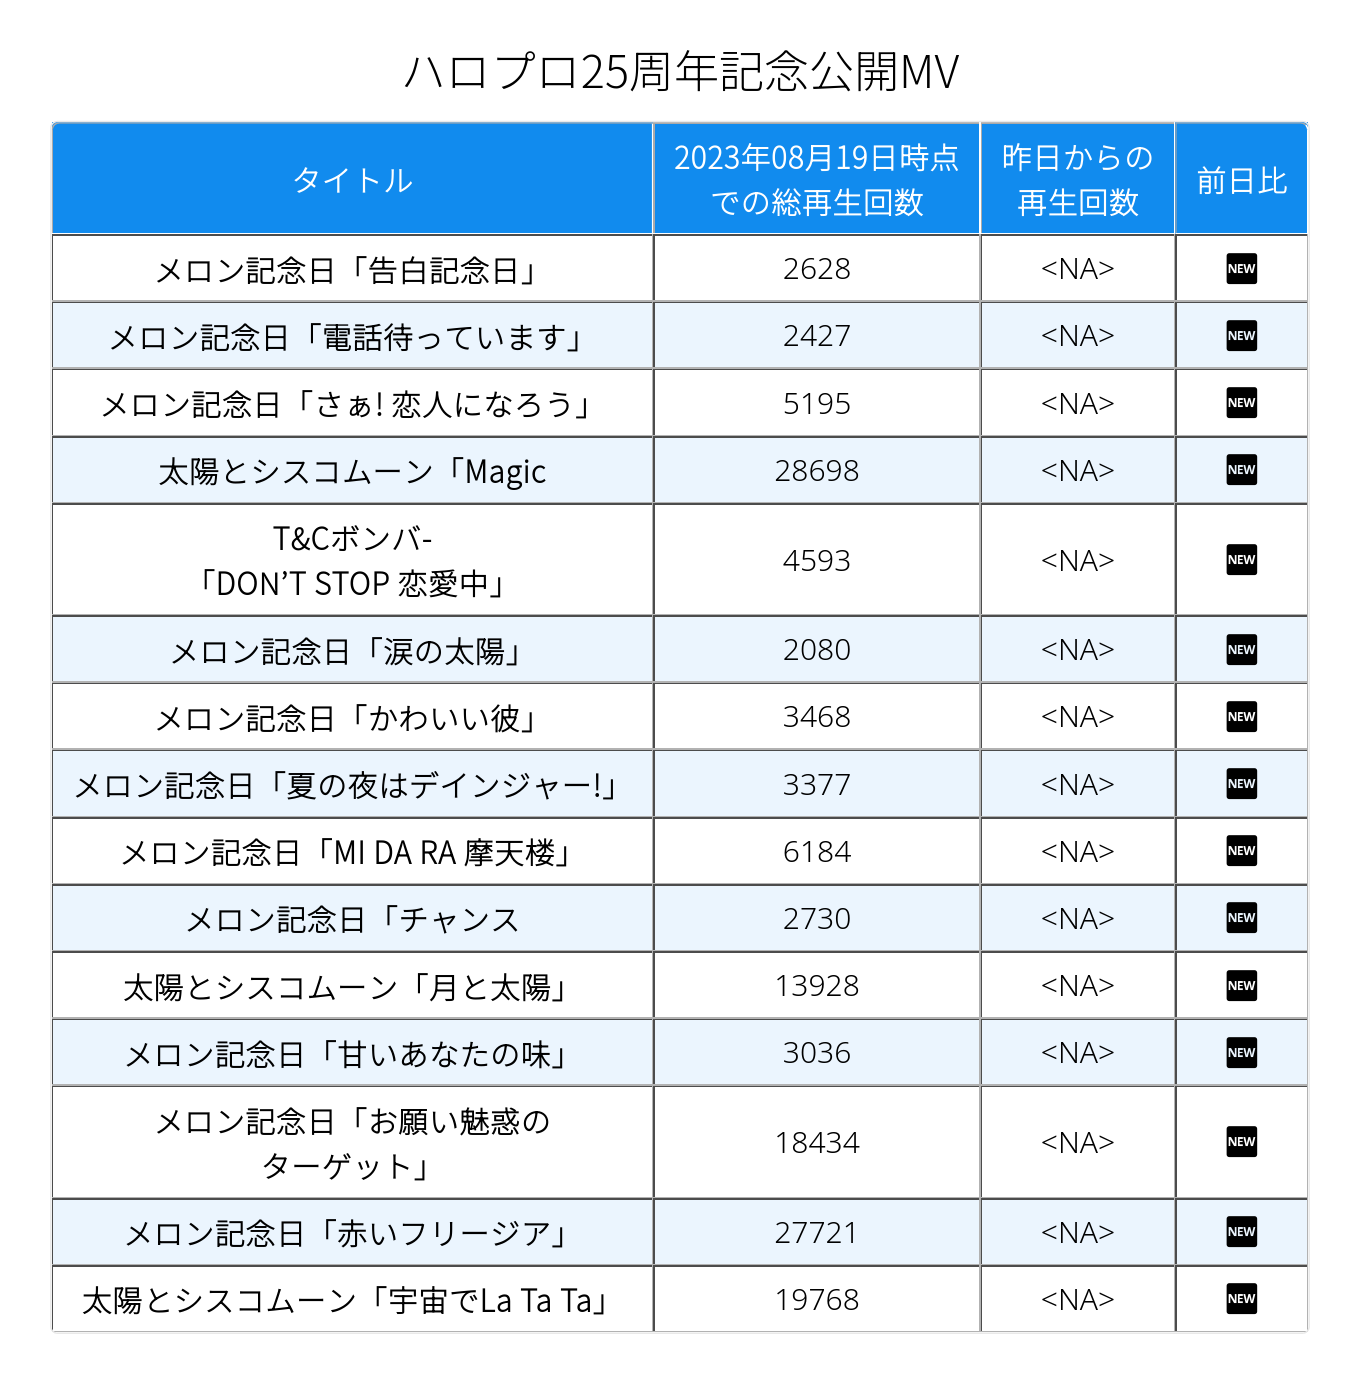 ハロプロ25周年記念公開MV
タイトル
2023年08月19日時点
での総再生回数
昨日からの
再生回数
前日比
メロン記念日「告白記念日」 2628 <NA> NEW
メロン記念日「電話待っています」 2427 <NA> NEW
メロン記念日「さぁ! 恋人になろう」 5195 <NA> NEW
太陽とシスコムーン「Magic 28698 <NA> NEW
T&Cボンバ-
「DON’T STOP 恋愛中」 4593 <NA> NEW
メロン記念日「涙の太陽」 2080 <NA> NEW
メロン記念日「かわいい彼」 3468 <NA> NEW
メロン記念日「夏の夜はデインジャー!」 3377 <NA> NEW
メロン記念日「MI DA RA 摩天楼」 6184 <NA> NEW
メロン記念日「チャンス 2730 <NA> NEW
太陽とシスコムーン「月と太陽」 13928 <NA> NEW
メロン記念日「甘いあなたの味」 3036 <NA> NEW
メロン記念日「お願い魅惑の
ターゲット」 18434 <NA> NEW
メロン記念日「赤いフリージア」 27721 <NA> NEW
太陽とシスコムーン「宇宙でLa Ta Ta」 19768 <NA> NEW